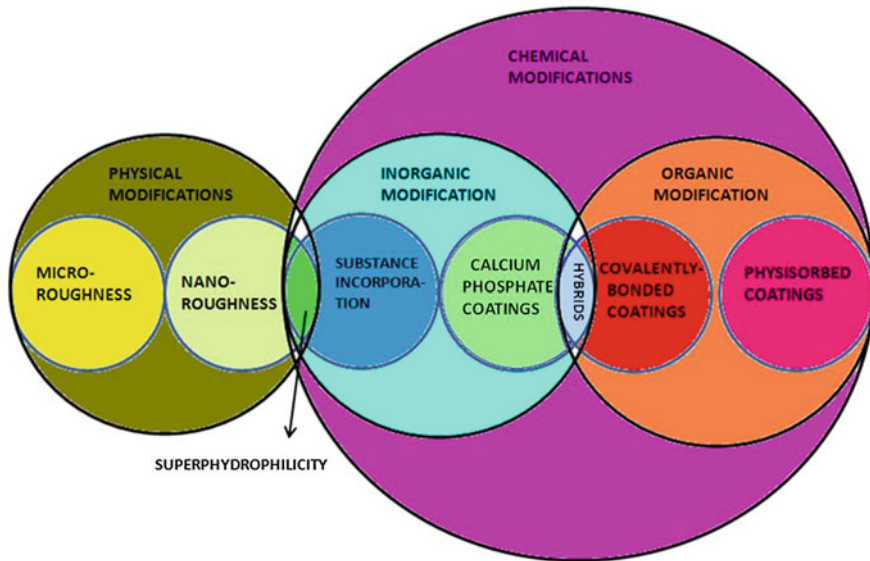 CHEMICAL
MODIFICATIONS
PHYSICAL
MODIFICATIONS
INORGANIC
MODIFICATION
ORGANIC
MODIFICATION
MICRO-
ROUGHNESS
NANO-
ROUGHNESS
SUBSTANCE
INCORPORA-
TION
CALCIUM
PHOSPHATE
COATINGS
HYBRIDS
COVALENTLY-
BONDED
COATINGS
PHYSISORBED
COATINGS
SUPERPHYDROPHILICITY